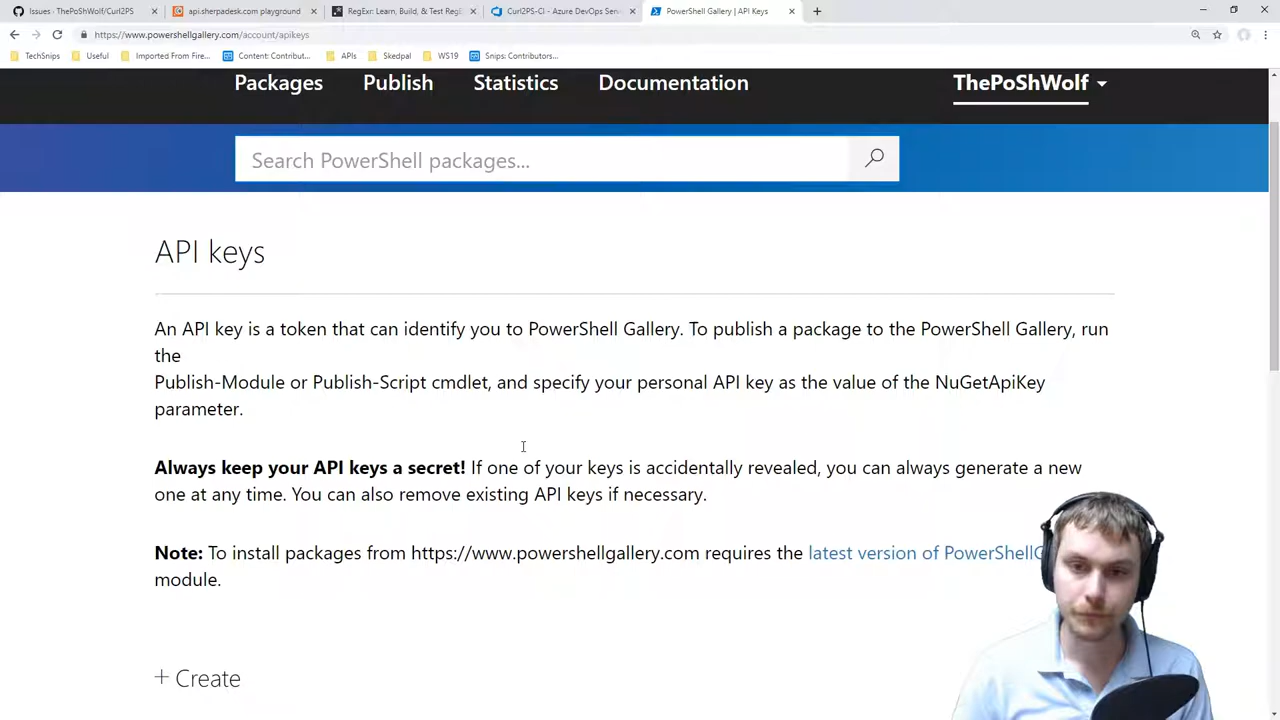 Issues · ThePoShWolf/Curl2PS
api.sherpadesk.com playground
RegExr: Learn, Build, & Test RegE
Curl2PS-CI - Azure DevOps Serv
PowerShell Gallery | API Keys
https://www.powershellgallery.com/account/apikeys
TechSnips
Useful
Imported From Fire...
Content: Contribut...
APIs
Skedpal
WS19
Snips: Contributors...
Packages
Publish
Statistics
Documentation
ThePoShWolf
Search PowerShell packages...
API keys
An API key is a token that can identify you to PowerShell Gallery. To publish a package to the PowerShell Gallery, run
the
Publish-Module or Publish-Script cmdlet, and specify your personal API key as the value of the NuGetApiKey
parameter.
Always keep your API keys a secret! If one of your keys is accidentally revealed, you can always generate a new
one at any time. You can also remove existing API keys if necessary.
Note: To install packages from https://www.powershellgallery.com requires the latest version of PowerShellG
module.
+ Create